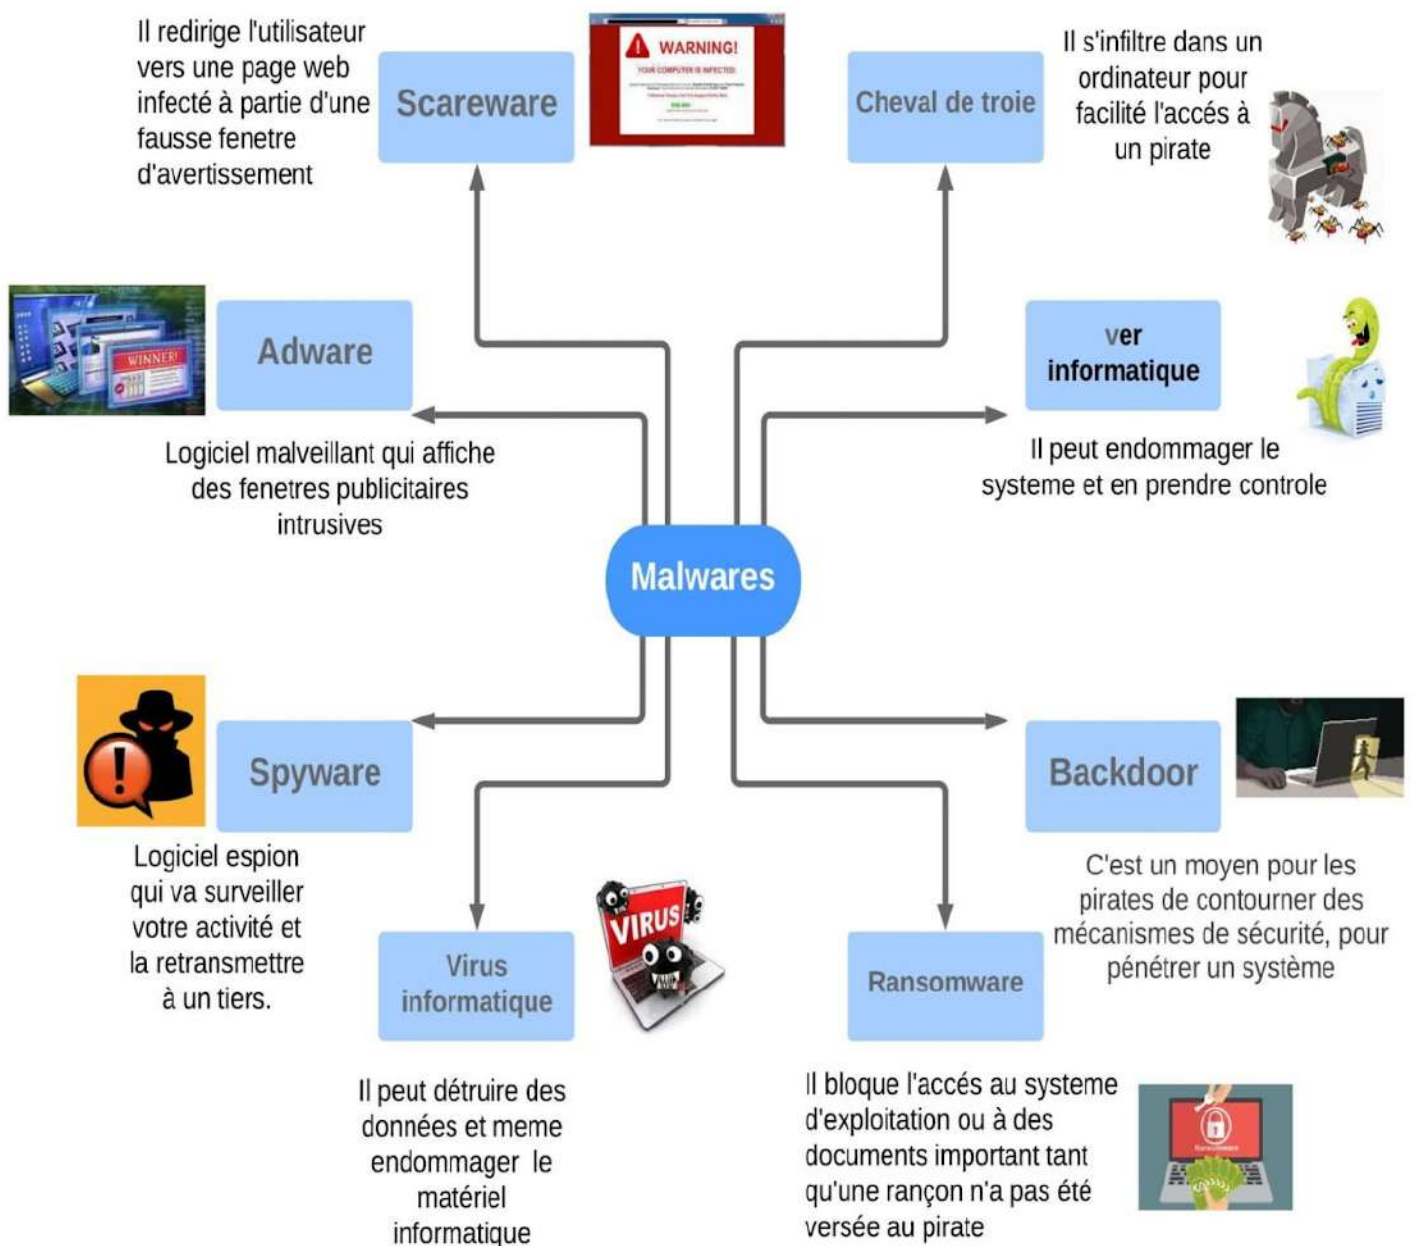 Il redirige l'utilisateur
vers une page web
infecté à partie d'une
fausse fenetre
d'avertissement
Scareware
WARNING!
YOUR COMPUTER IS INFECTED:
Cheval de troie
Il s'infiltre dans un
ordinateur pour
facilité l'accés à
un pirate
WINNER!
Adware
Logiciel malveillant qui affiche
des fenetres publicitaires
intrusives
ver
informatique
Il peut endommager le
systeme et en prendre controle
Malwares
Spyware
Logiciel espion
qui va surveiller
votre activité et
la retransmettre
à un tiers.
Backdoor
C'est un moyen pour les
pirates de contourner des
mécanismes de sécurité, pour
pénétrer un système
Virus
informatique
VIRUS
Il peut détruire des
données et meme
endommager le
matériel
informatique
Ransomware
Il bloque l'accés au systeme
d'exploitation ou à des
documents important tant
qu'une rançon n'a pas été
versée au pirate
Ransomware